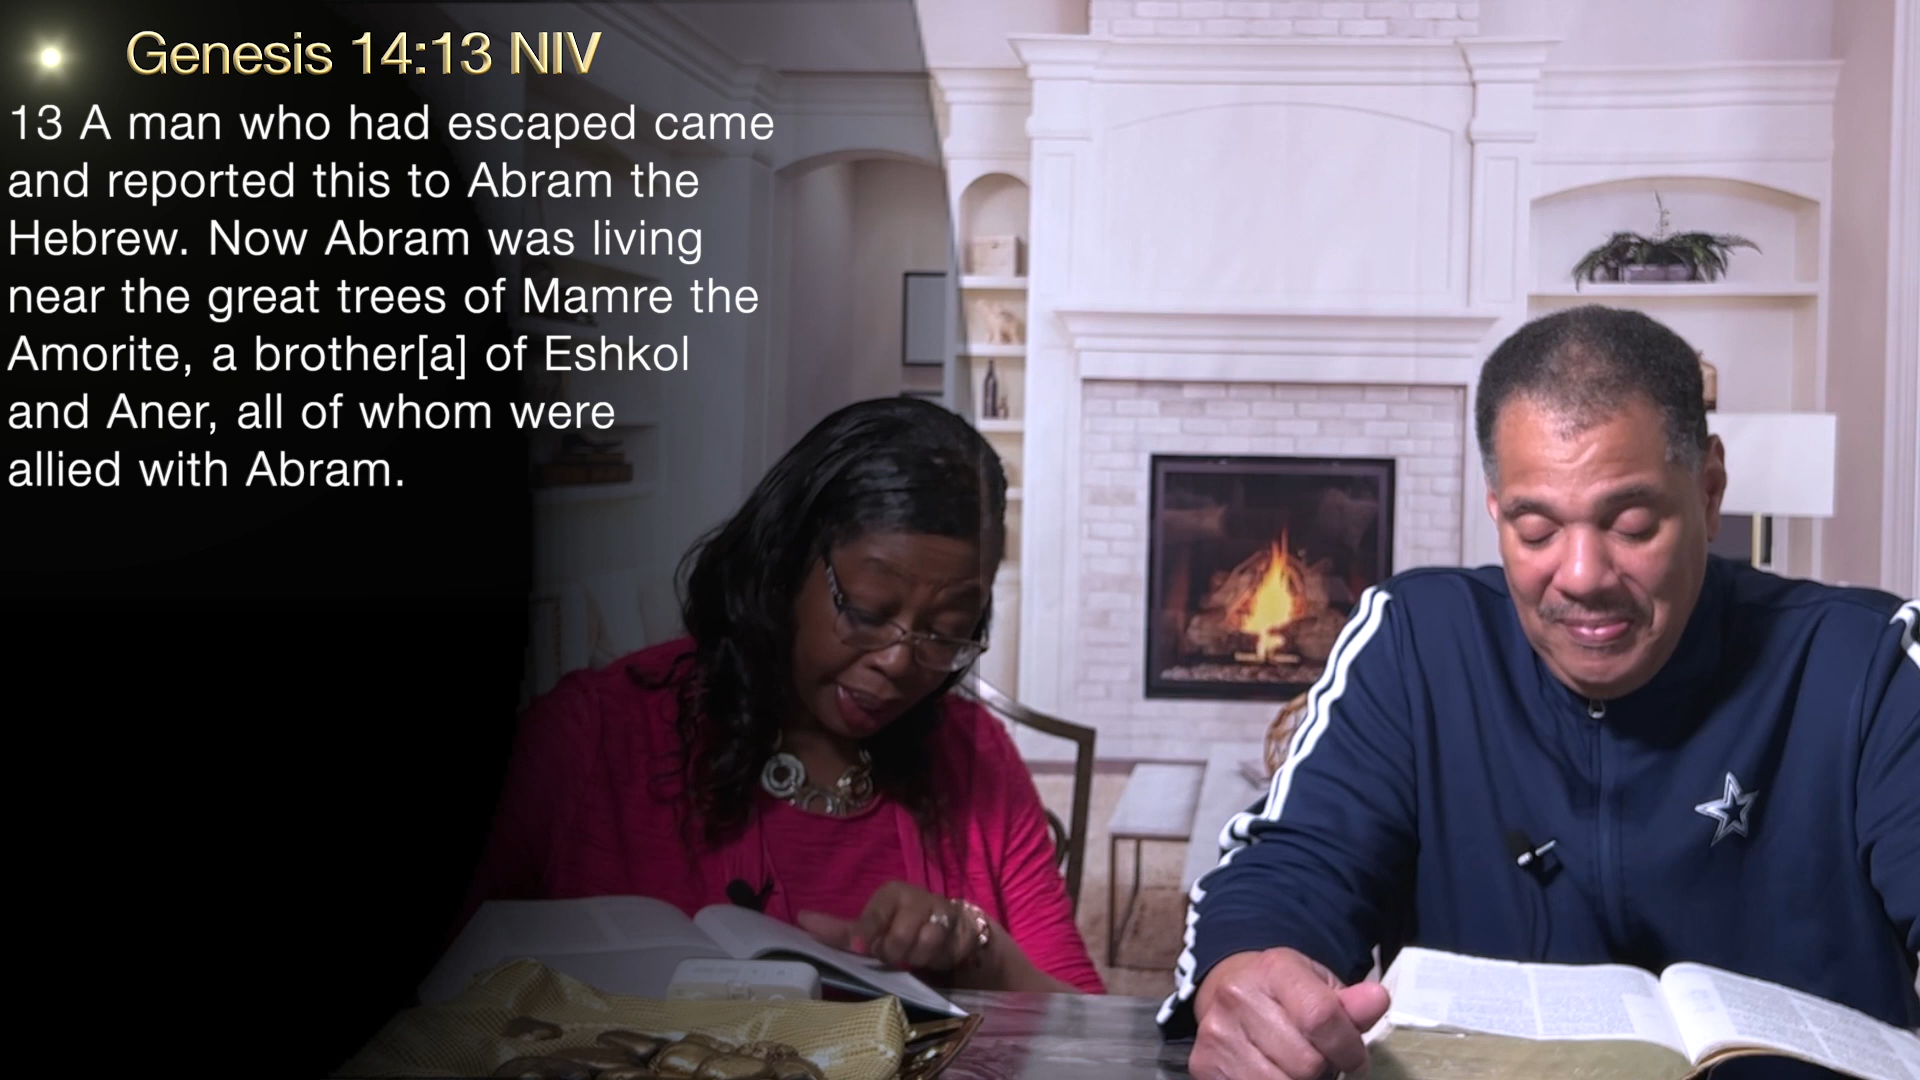 Genesis 14:13 NIV
13 A man who had escaped came
and reported this to Abram the
Hebrew. Now Abram was living
near the great trees of Mamre the
Amorite, a brother[a] of Eshkol
and Aner, all of whom were
allied with Abram.